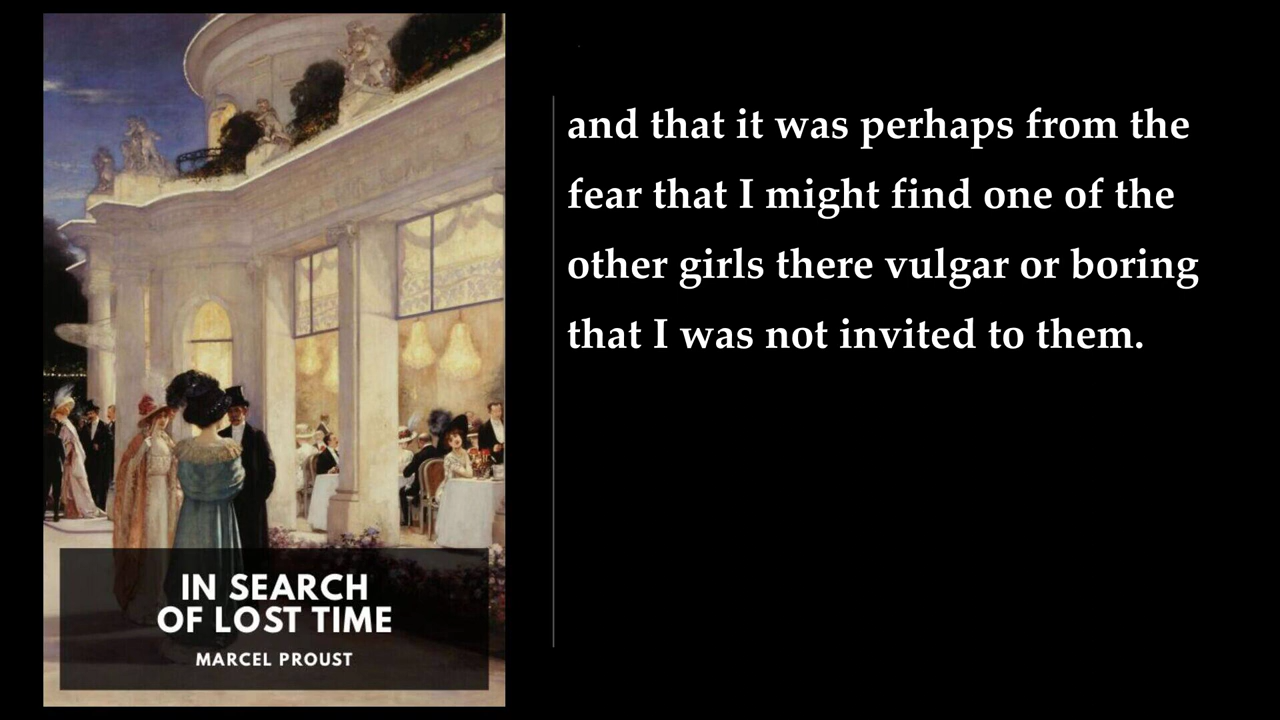 and that it was perhaps from the
fear that I might find one of the
other girls there vulgar or boring
that I was not invited to them.
IN SEARCH
OF LOST TIME
MARCEL PROUST